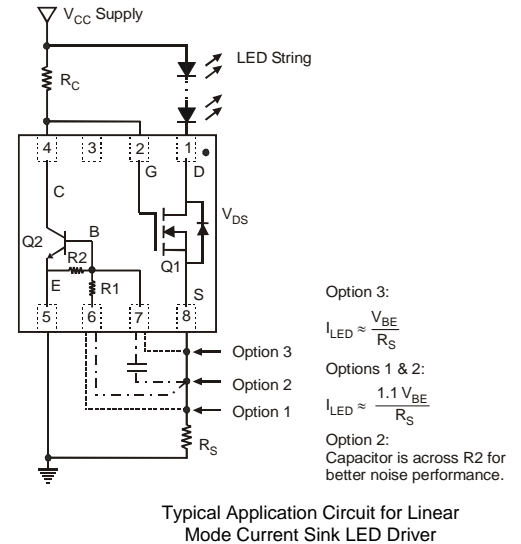 V_CC Supply
LED String
R_C
4
3
2
1
G
D
C
V_DS
Q2
B
R2
Q1
E
R1
S
5
6
7
8
Option 3
Option 2
Option 1
R_S
Option 3:
I_LED ≈ V_BE / R_S
Options 1 & 2:
I_LED ≈ 1.1 V_BE / R_S
Option 2:
Capacitor is across R2 for
better noise performance.
Typical Application Circuit for Linear
Mode Current Sink LED Driver